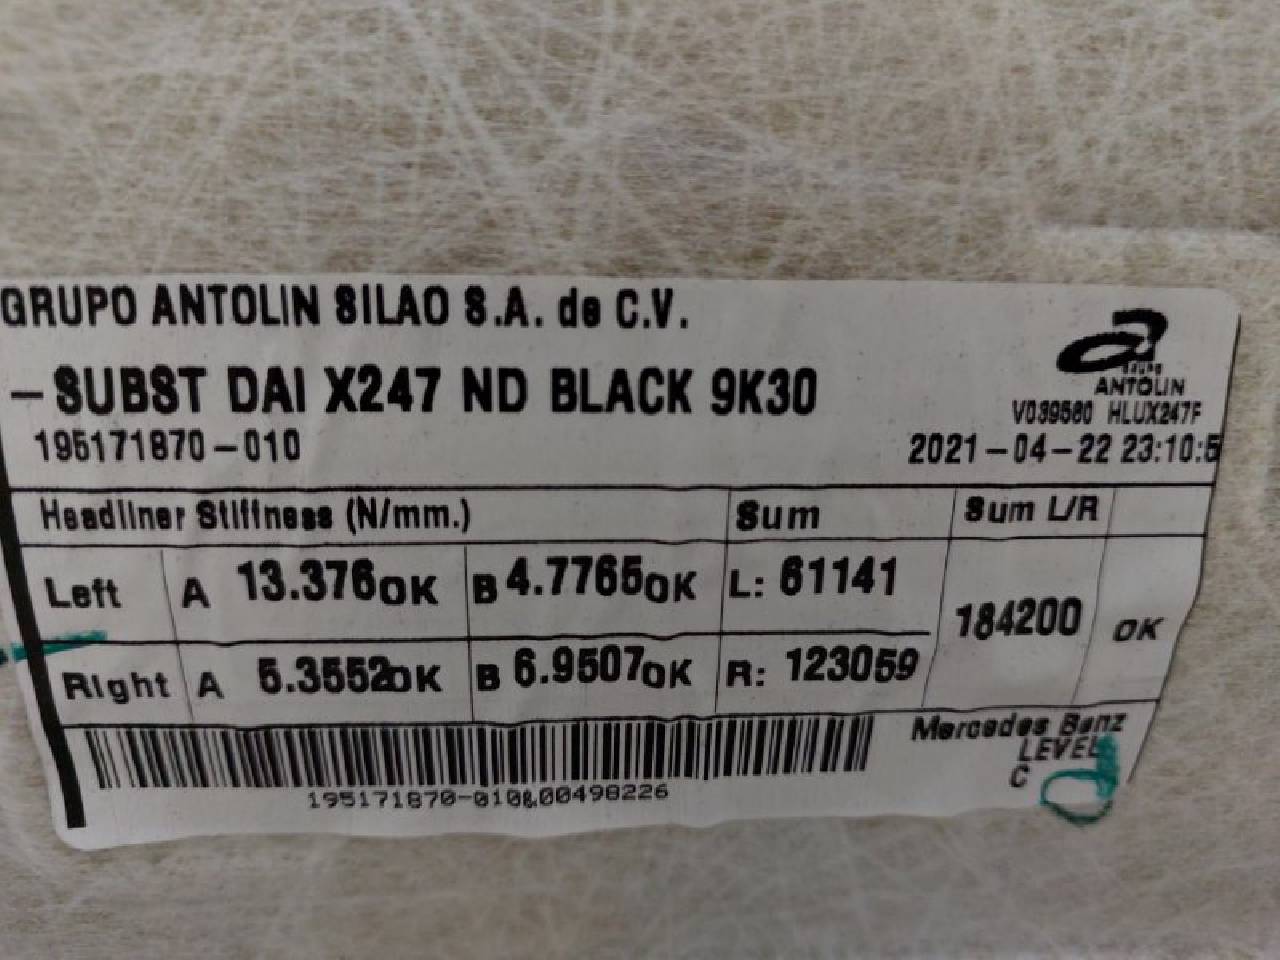 GRUPO ANTOLIN SILAO S.A. de C.V.
ANTOLIN
-SUBST DAI X247 ND BLACK 9K30
V039580 HLUX247F
195171870-010
2021-04-22 23:10:5
Headliner Stiffness (N/mm.) Sum Sum L/R
Left A 13.376OK B 4.7765OK L: 61141
184200 OK
Right A 5.3552OK B 6.9507OK R: 123059
Mercedes Benz
LEVEL
C
195171870-010&00498226